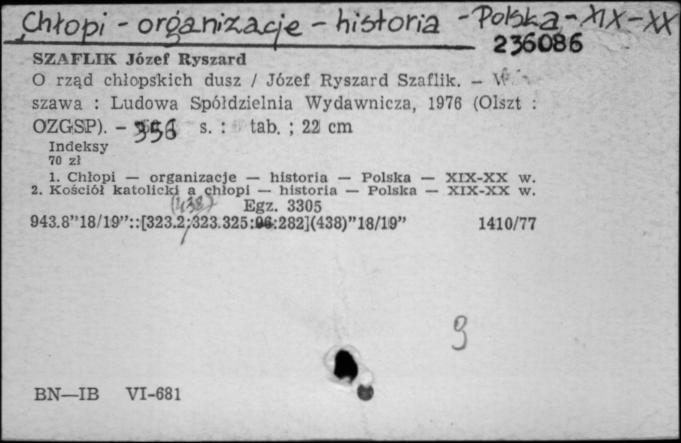 Chłopi - organizacje - historia - Polska - XIX-XX
236086
SZAFLIK Józef Ryszard
O rząd chłopskich dusz / Józef Ryszard Szaflik. — W
szawa : Ludowa Spółdzielnia Wydawnicza, 1976 (Olszt :
OZGSP). — 356 s. : tab. ; 22 cm
Indeksy
70 zł
1. Chłopi — organizacje — historia — Polska — XIX-XX w.
2. Kościół katolicki a chłopi — historia — Polska — XIX-XX w.
(438) Egz. 3305
943.8”18/19”::[323.2;323.325:96:282](438)”18/19” 1410/77
9
BN—IB VI-681